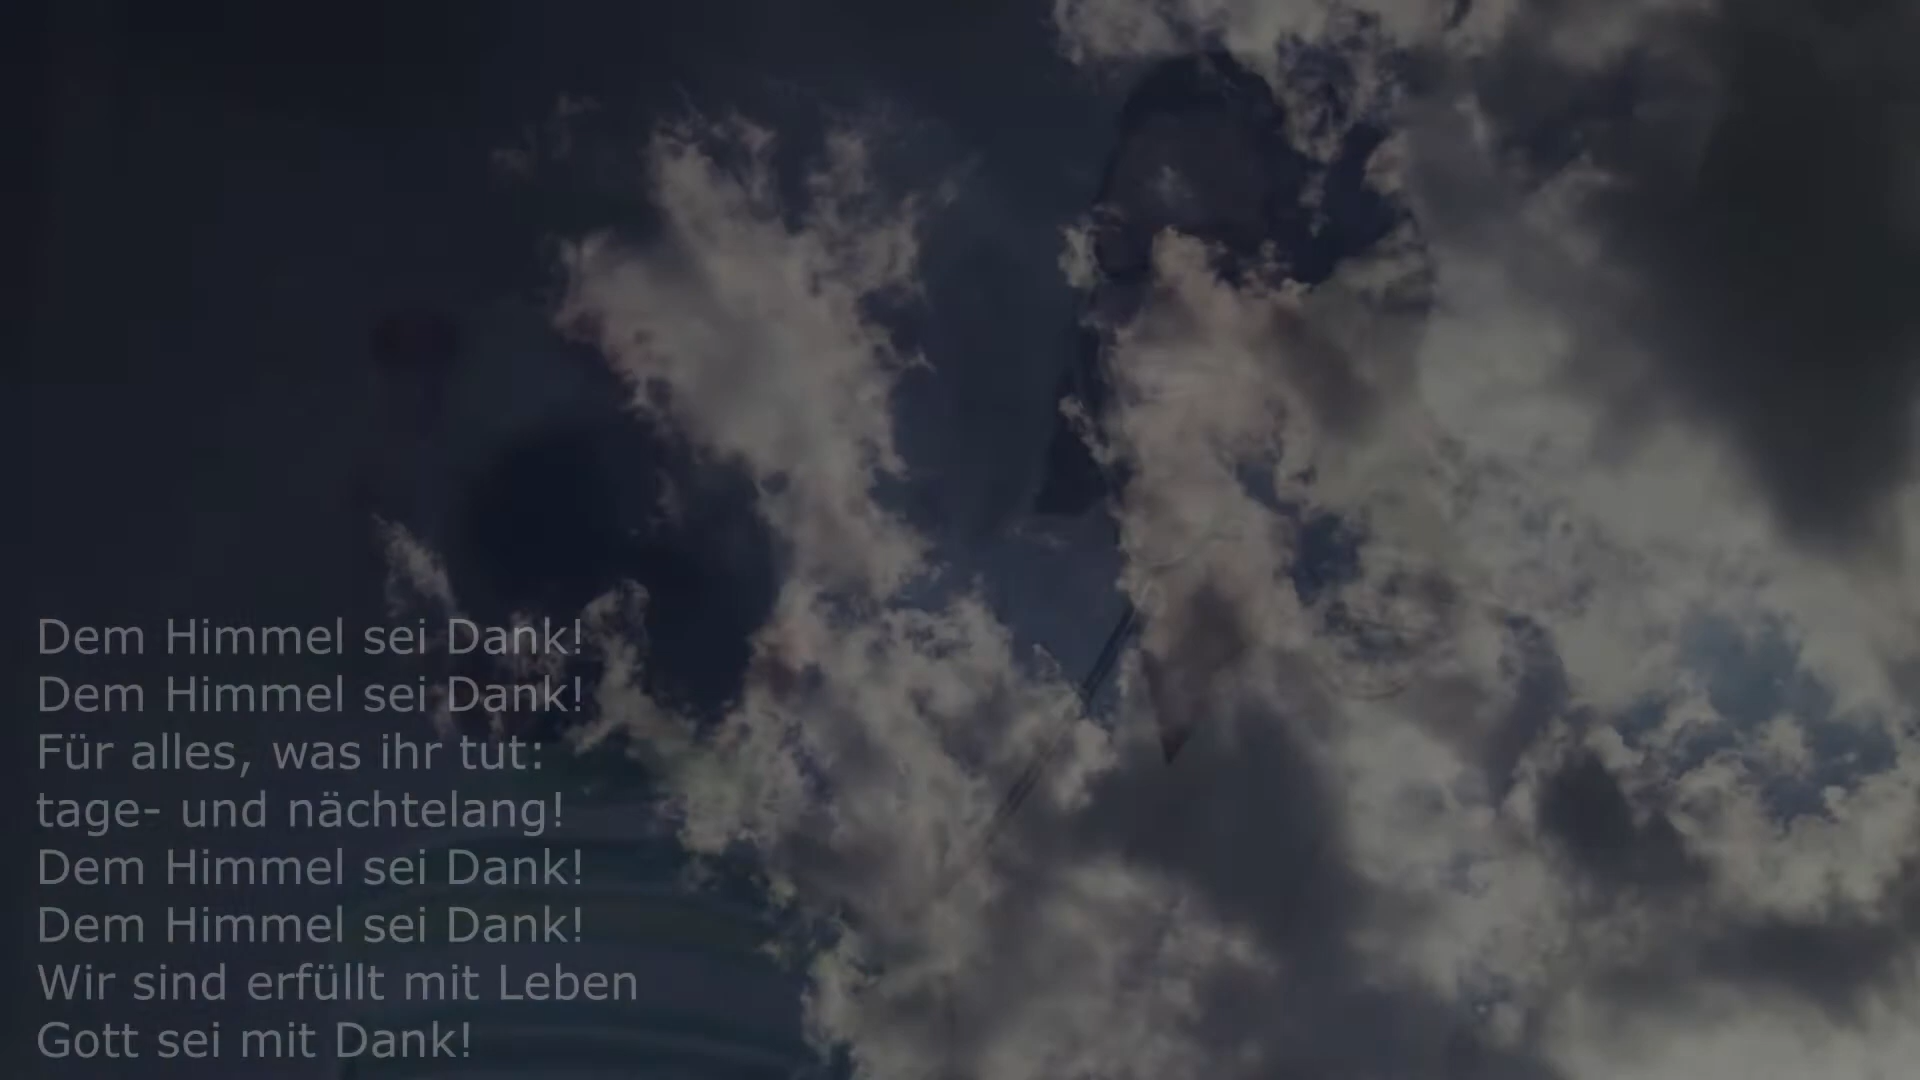 Dem Himmel sei Dank!
Dem Himmel sei Dank!
Für alles, was ihr tut:
tage- und nächtelang!
Dem Himmel sei Dank!
Dem Himmel sei Dank!
Wir sind erfüllt mit Leben
Gott sei mit Dank!